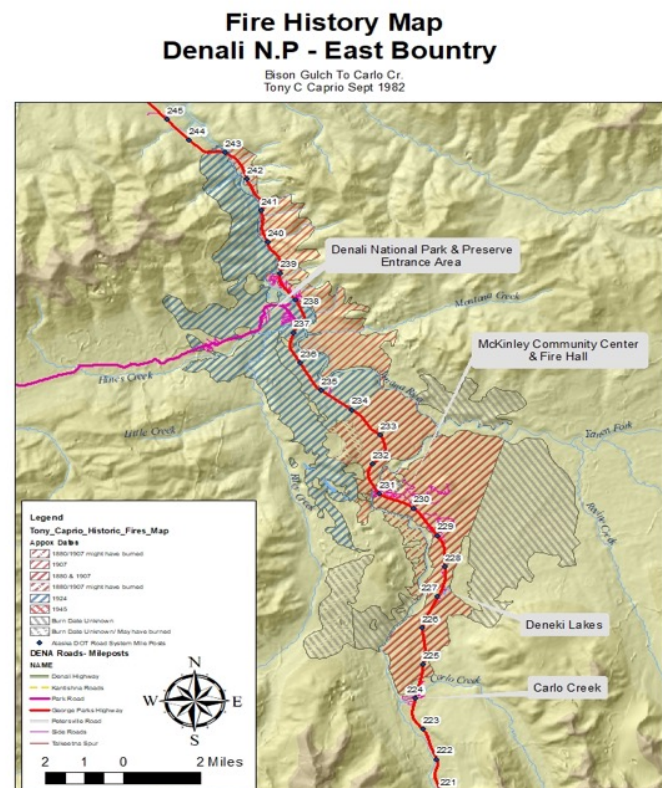 Fire History Map
Denali N.P - East Bountry
Bison Gulch To Carlo Cr.
Tony C Caprio Sept 1982
245
244
243
242
241
240
239
Denali National Park & Preserve
Entrance Area
238
Montana Creek
237
McKinley Community Center
& Fire Hall
236
Hines Creek
235
234
Little Creek
233
Yanert Fork
232
231
230
229
228
227
Deneki Lakes
226
225
Carlo Creek
224
Carlo Creek
223
222
221
Legend
Tony_Caprio_Historic_Fires_Map
Appox Dates
1880/1907 might have burned
1907
1880 & 1907
1880/1907 might have burned
1924
1945
Burn Date Unknown
Burn Date Unknown/ May have burned
Alaska DOT Road System Mile Posts
DENA Roads- Mileposts
NAME
Denali Highway
Kantishna Roads
Park Road
George Parks Highway
Petersville Road
Side Roads
Talkeetna Spur
N
W E
S
2 1 0 2 Miles